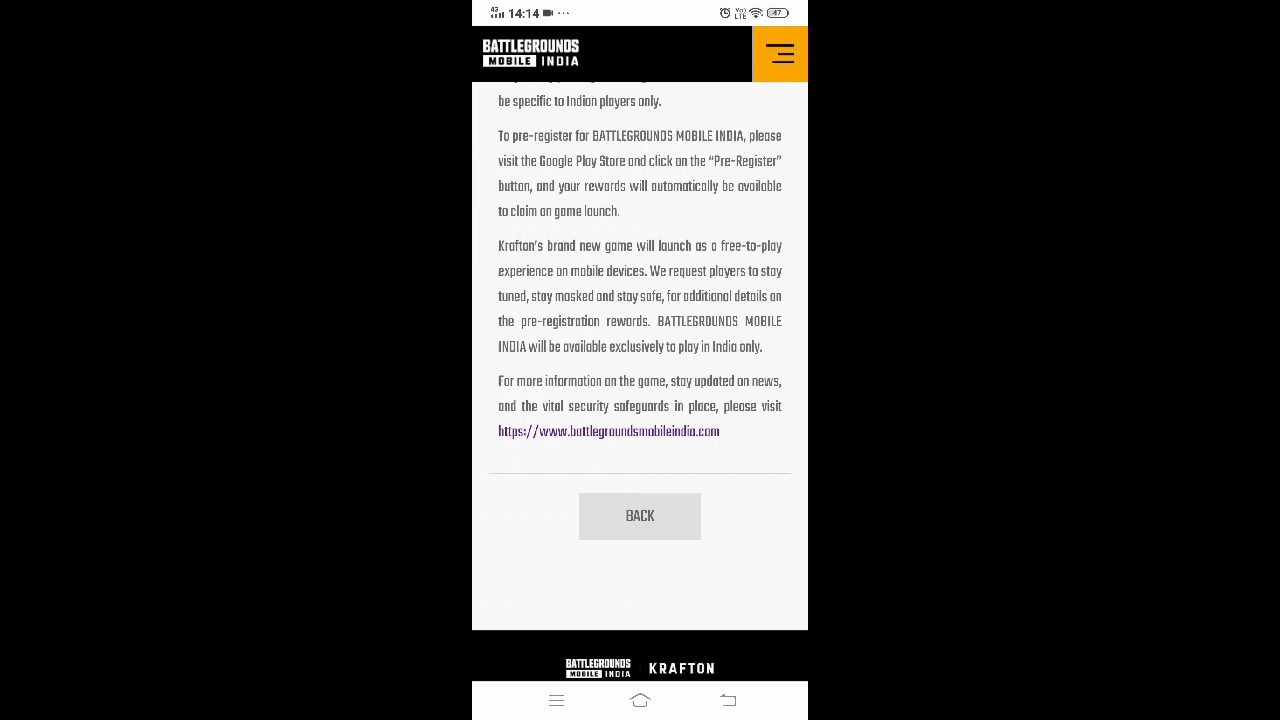 4G 14:14 ... Vo) LTE 47
BATTLEGROUNDS
MOBILE INDIA
be specific to Indian players only.
To pre-register for BATTLEGROUNDS MOBILE INDIA, please
visit the Google Play Store and click on the “Pre-Register”
button, and your rewards will automatically be available
to claim on game launch.
Krafton’s brand new game will launch as a free-to-play
experience on mobile devices. We request players to stay
tuned, stay masked and stay safe, for additional details on
the pre-registration rewards. BATTLEGROUNDS MOBILE
INDIA will be available exclusively to play in India only.
For more information on the game, stay updated on news,
and the vital security safeguards in place, please visit
https://www.battlegroundsmobileindia.com
BACK
BATTLEGROUNDS
MOBILE INDIA
KRAFTON